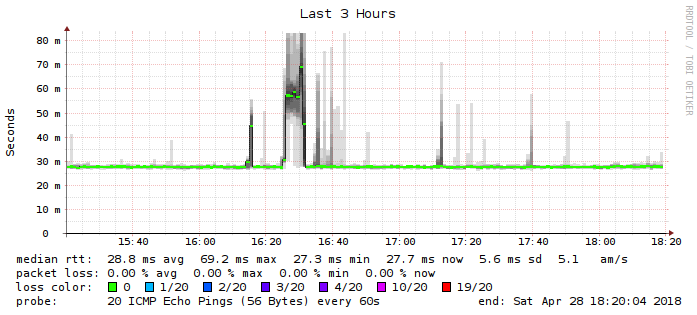 Last 3 Hours
RRDTOOL / TOBI OETIKER
Seconds
80 m
70 m
60 m
50 m
40 m
30 m
20 m
10 m
0
15:40 16:00 16:20 16:40 17:00 17:20 17:40 18:00 18:20
median rtt: 28.8 ms avg 69.2 ms max 27.3 ms min 27.7 ms now 5.6 ms sd 5.1 am/s
packet loss: 0.00 % avg 0.00 % max 0.00 % min 0.00 % now
loss color: 0 1/20 2/20 3/20 4/20 10/20 19/20
probe: 20 ICMP Echo Pings (56 Bytes) every 60s end: Sat Apr 28 18:20:04 2018